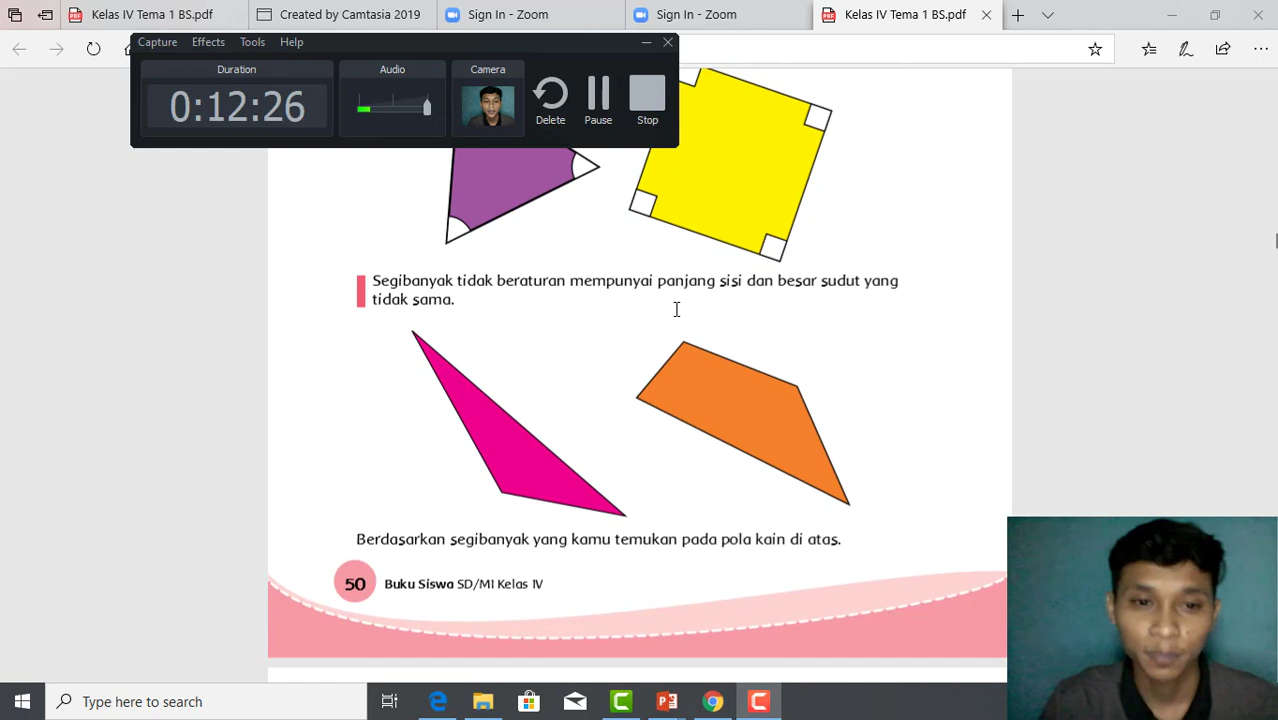 Kelas IV Tema 1 BS.pdf
Created by Camtasia 2019
Sign In - Zoom
Sign In - Zoom
Kelas IV Tema 1 BS.pdf
Capture Effects Tools Help
Duration
Audio
Camera
0:12:26
Delete
Pause
Stop
Segibanyak tidak beraturan mempunyai panjang sisi dan besar sudut yang
tidak sama.
Berdasarkan segibanyak yang kamu temukan pada pola kain di atas.
50 Buku Siswa SD/MI Kelas IV
Type here to search